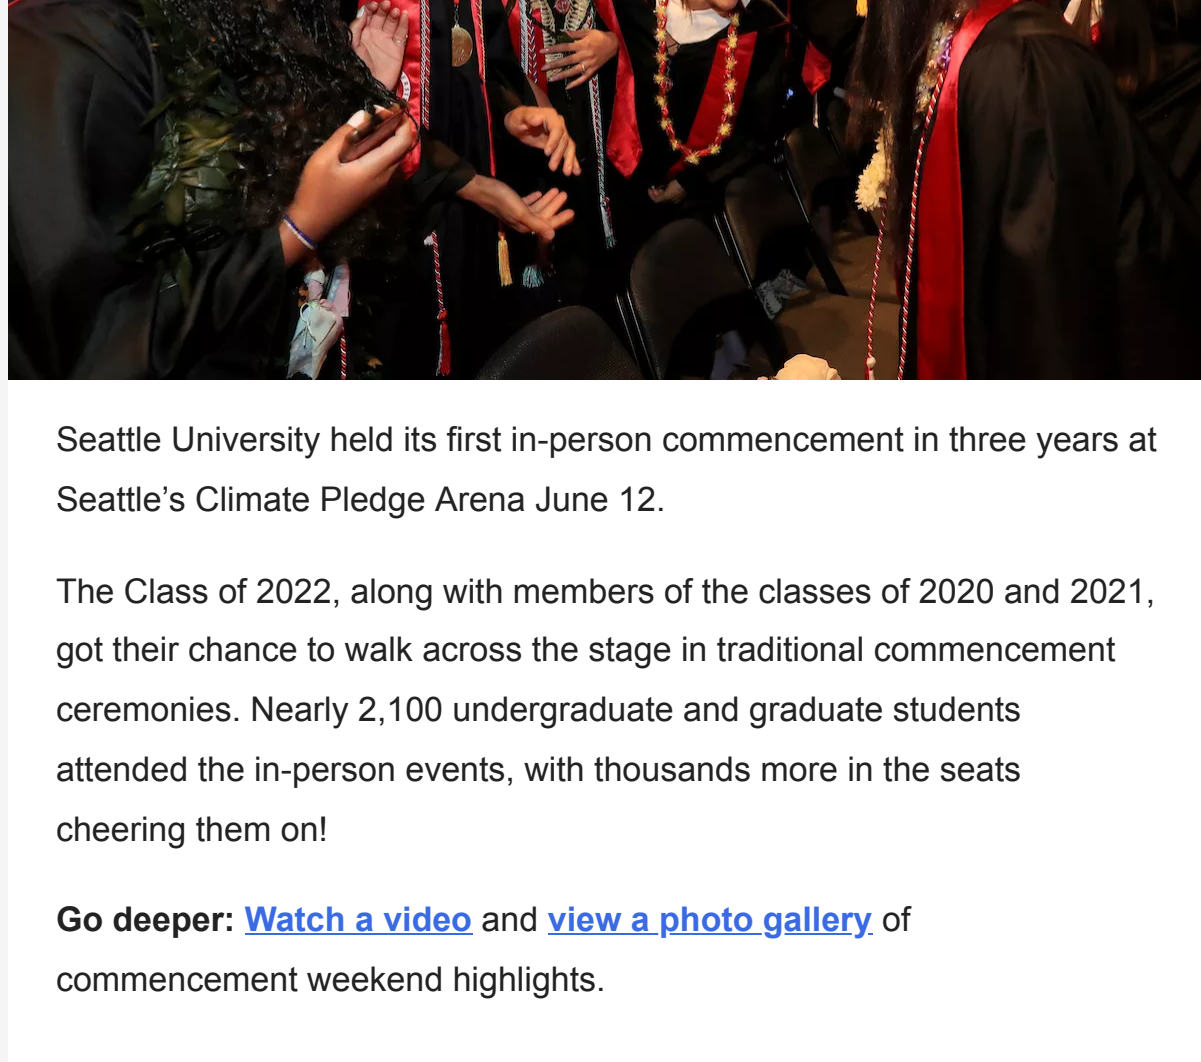 Seattle University held its first in-person commencement in three years at
Seattle’s Climate Pledge Arena June 12.
The Class of 2022, along with members of the classes of 2020 and 2021,
got their chance to walk across the stage in traditional commencement
ceremonies. Nearly 2,100 undergraduate and graduate students
attended the in-person events, with thousands more in the seats
cheering them on!
Go deeper: Watch a video and view a photo gallery of
commencement weekend highlights.